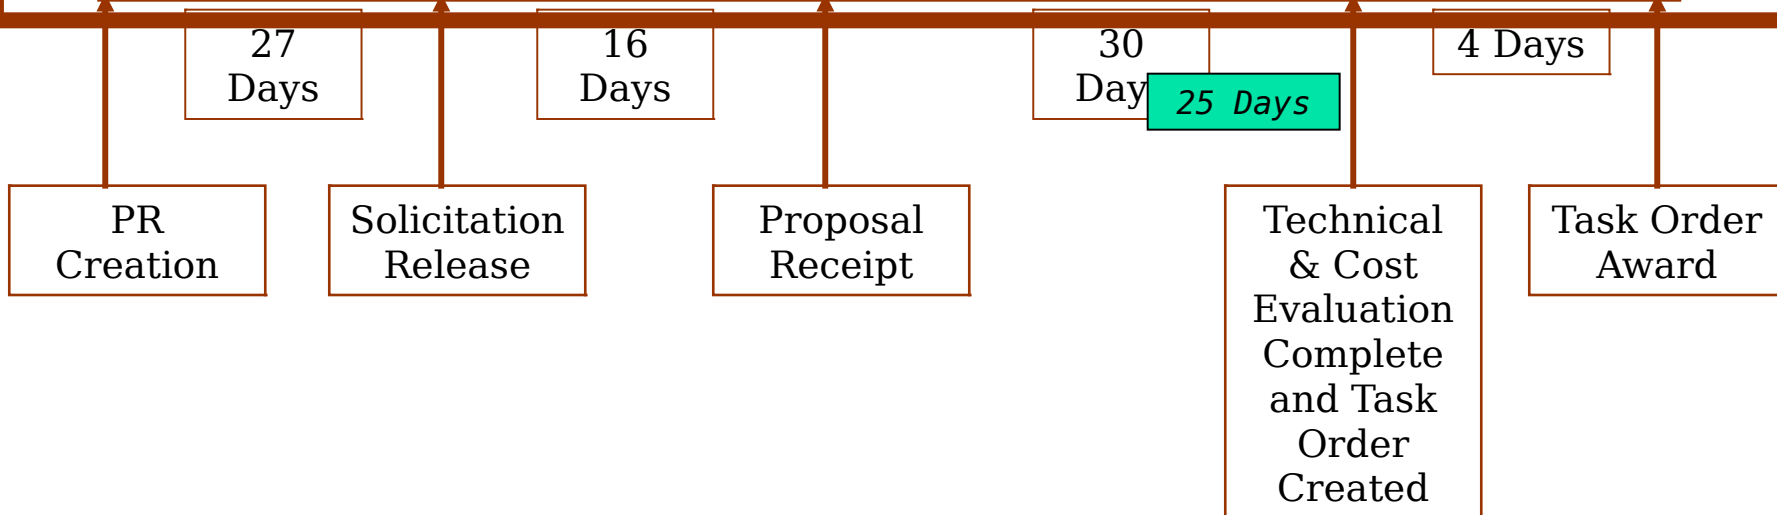 27
Days
16
Days
30
Day
25 Days
4 Days
PR
Creation
Solicitation
Release
Proposal
Receipt
Technical
& Cost
Evaluation
Complete
and Task
Order
Created
Task Order
Award